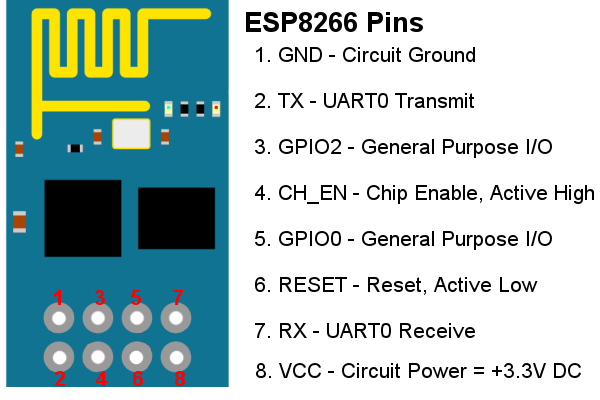 ESP8266 Pins
1. GND - Circuit Ground
2. TX - UART0 Transmit
3. GPIO2 - General Purpose I/O
4. CH_EN - Chip Enable, Active High
5. GPIO0 - General Purpose I/O
6. RESET - Reset, Active Low
7. RX - UART0 Receive
8. VCC - Circuit Power = +3.3V DC
1 3 5 7
2 4 6 8